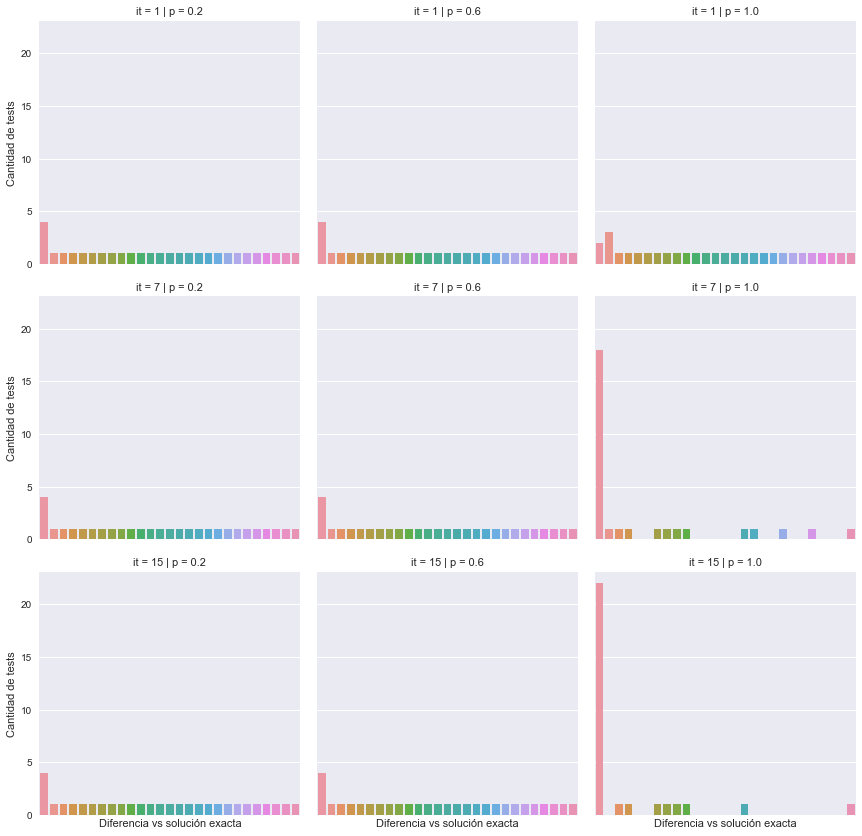 it = 1 | p = 0.2
it = 1 | p = 0.6
it = 1 | p = 1.0
Cantidad de tests
20
15
10
5
0
it = 7 | p = 0.2
it = 7 | p = 0.6
it = 7 | p = 1.0
Cantidad de tests
20
15
10
5
0
it = 15 | p = 0.2
it = 15 | p = 0.6
it = 15 | p = 1.0
Cantidad de tests
20
15
10
5
0
Diferencia vs solución exacta
Diferencia vs solución exacta
Diferencia vs solución exacta